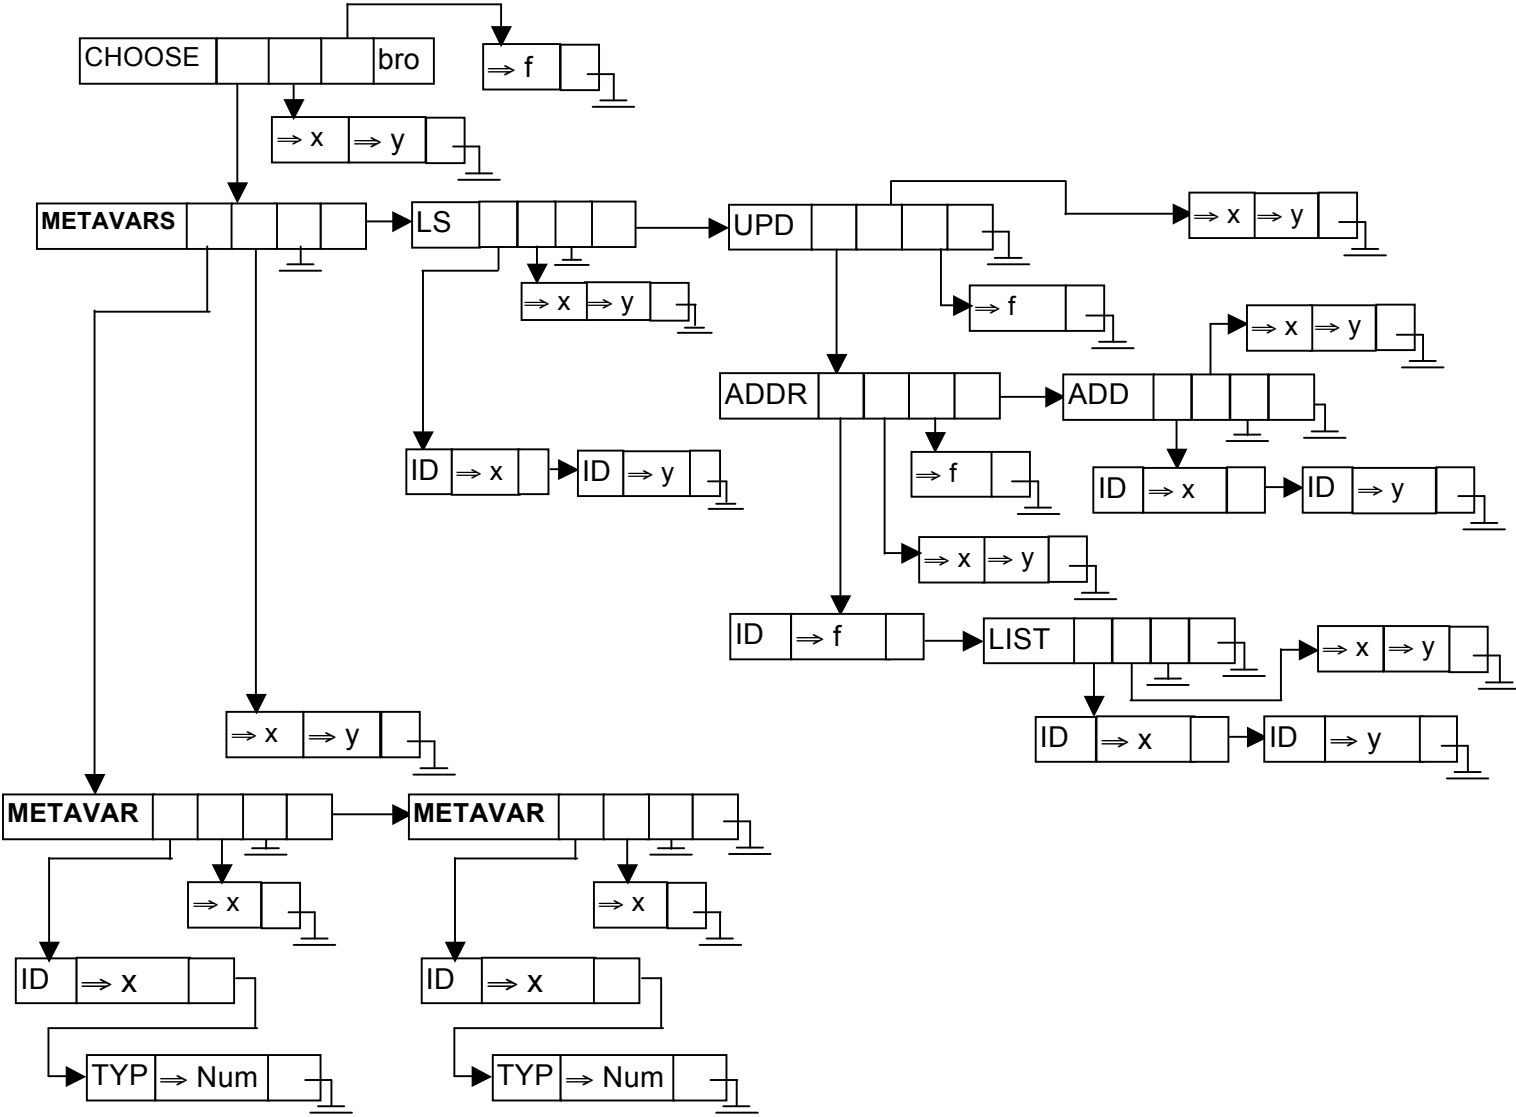 CHOOSE bro
⇒ f
⇒ x ⇒ y
METAVARS
LS
UPD
⇒ x ⇒ y
⇒ x ⇒ y
⇒ f
⇒ x ⇒ y
ADDR
ADD
ID ⇒ x
ID ⇒ y
⇒ f
ID ⇒ x
ID ⇒ y
⇒ x ⇒ y
ID ⇒ f
LIST
⇒ x ⇒ y
⇒ x ⇒ y
ID ⇒ x
ID ⇒ y
METAVAR
METAVAR
⇒ x
⇒ x
ID ⇒ x
ID ⇒ x
TYP ⇒ Num
TYP ⇒ Num